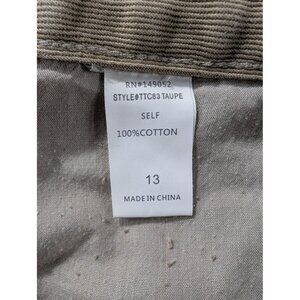 RN#149052
STYLE#TTC83 TAUPE
SELF
100%COTTON
13
MADE IN CHINA